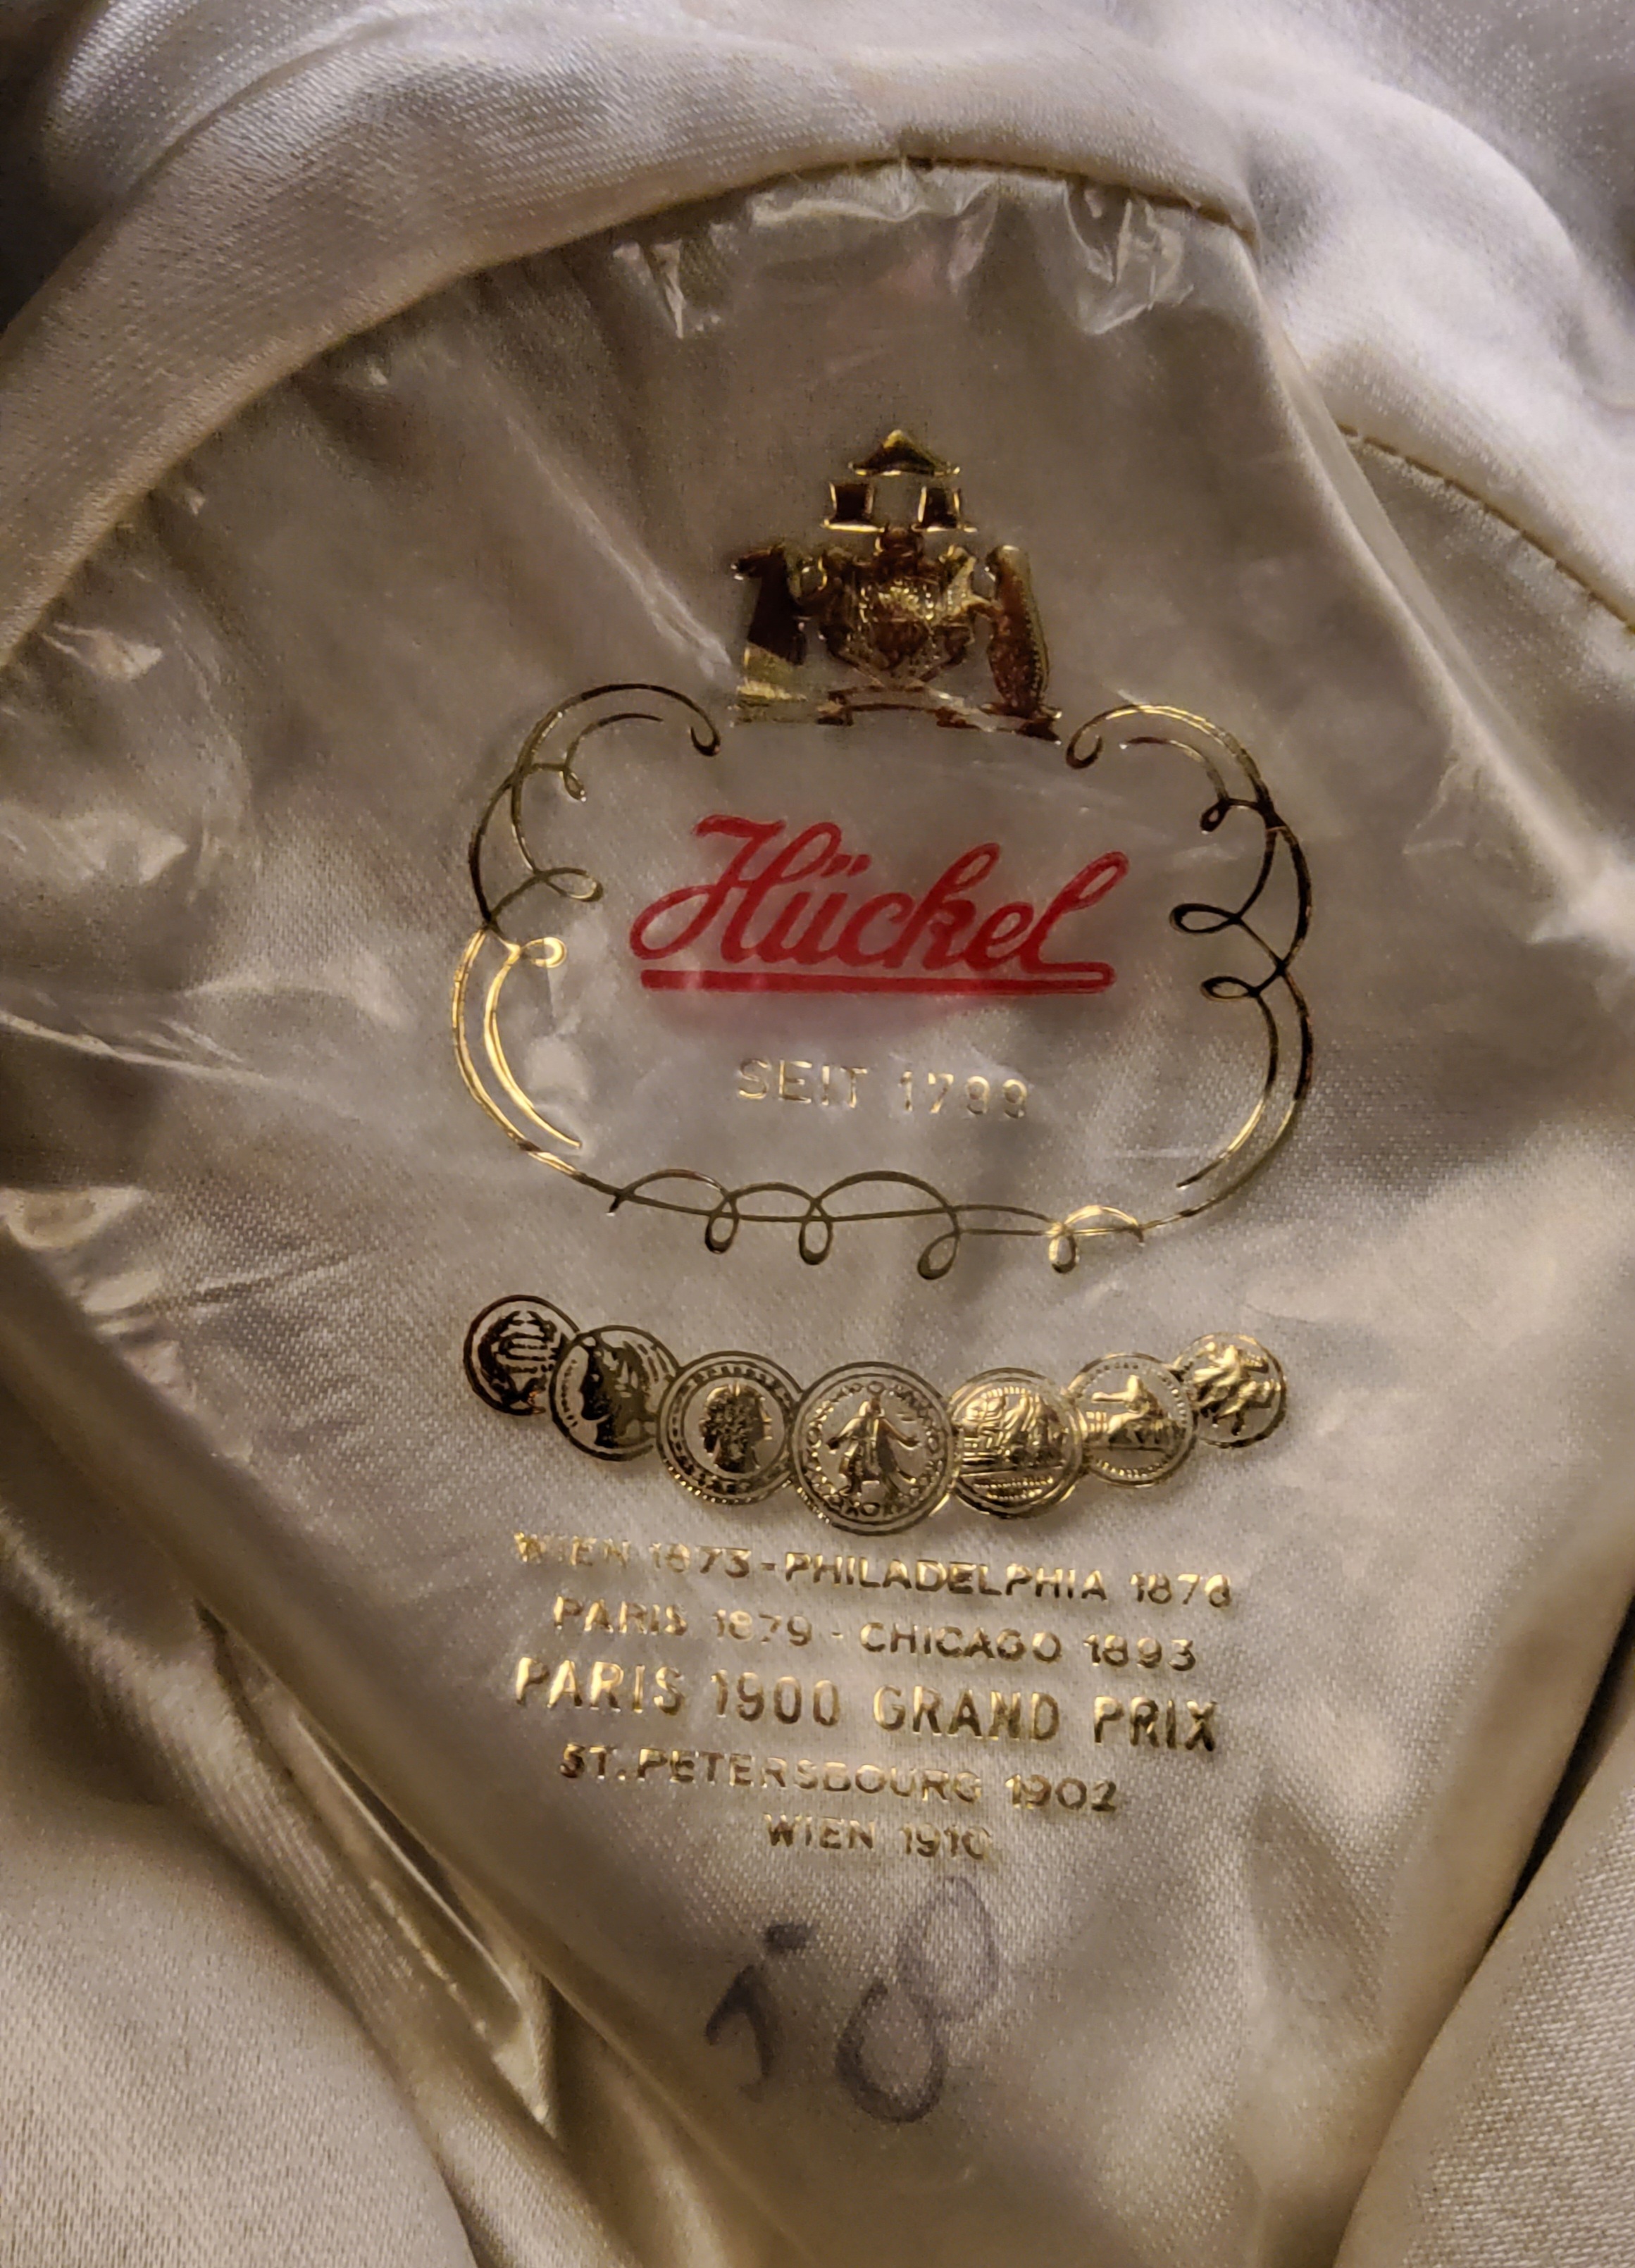 Hückel
SEIT 1799
WIEN 1873 - PHILADELPHIA 1876
PARIS 1879 - CHICAGO 1893
PARIS 1900 GRAND PRIX
ST. PETERSBOURG 1902
WIEN 1910